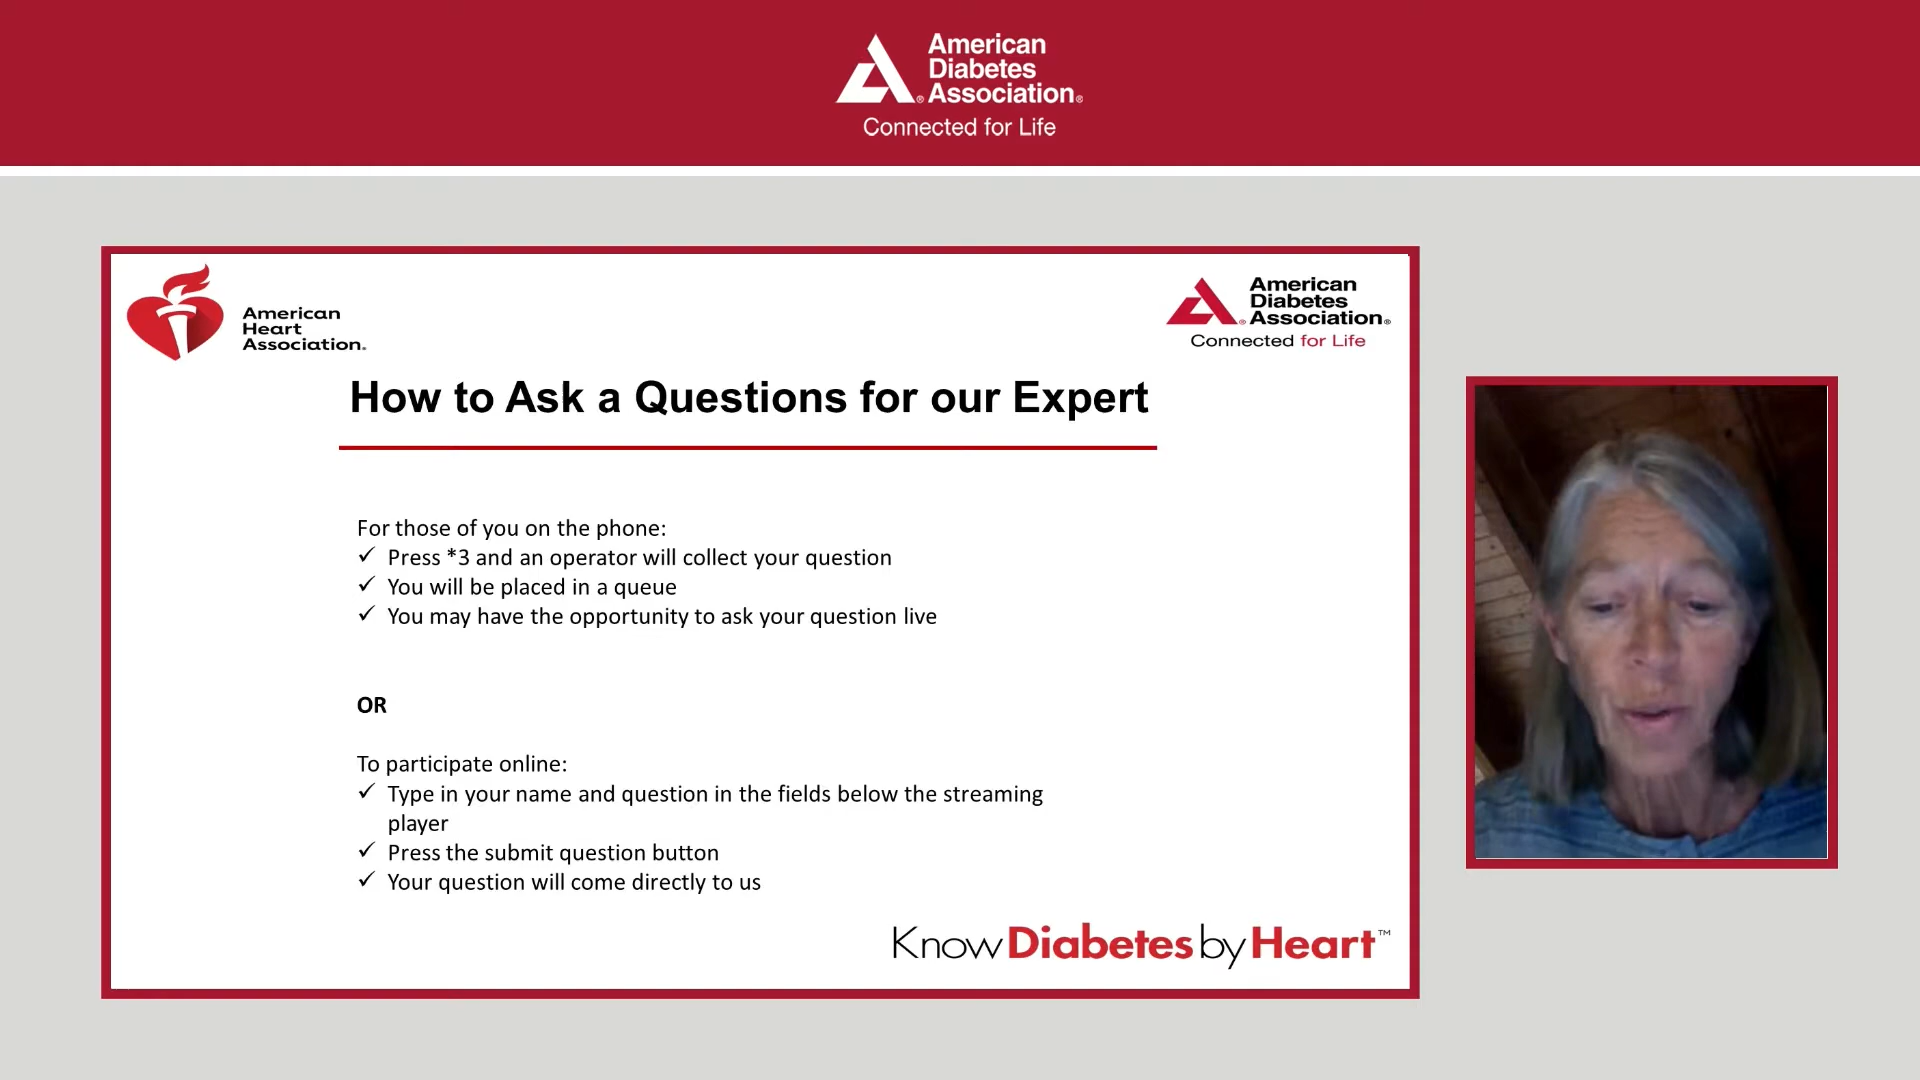 American
Diabetes
Association®
Connected for Life
American
Heart
Association®
American
Diabetes
Association®
Connected for Life
How to Ask a Questions for our Expert
For those of you on the phone:
✓ Press *3 and an operator will collect your question
✓ You will be placed in a queue
✓ You may have the opportunity to ask your question live
OR
To participate online:
✓ Type in your name and question in the fields below the streaming
player
✓ Press the submit question button
✓ Your question will come directly to us
Know Diabetes by Heart™